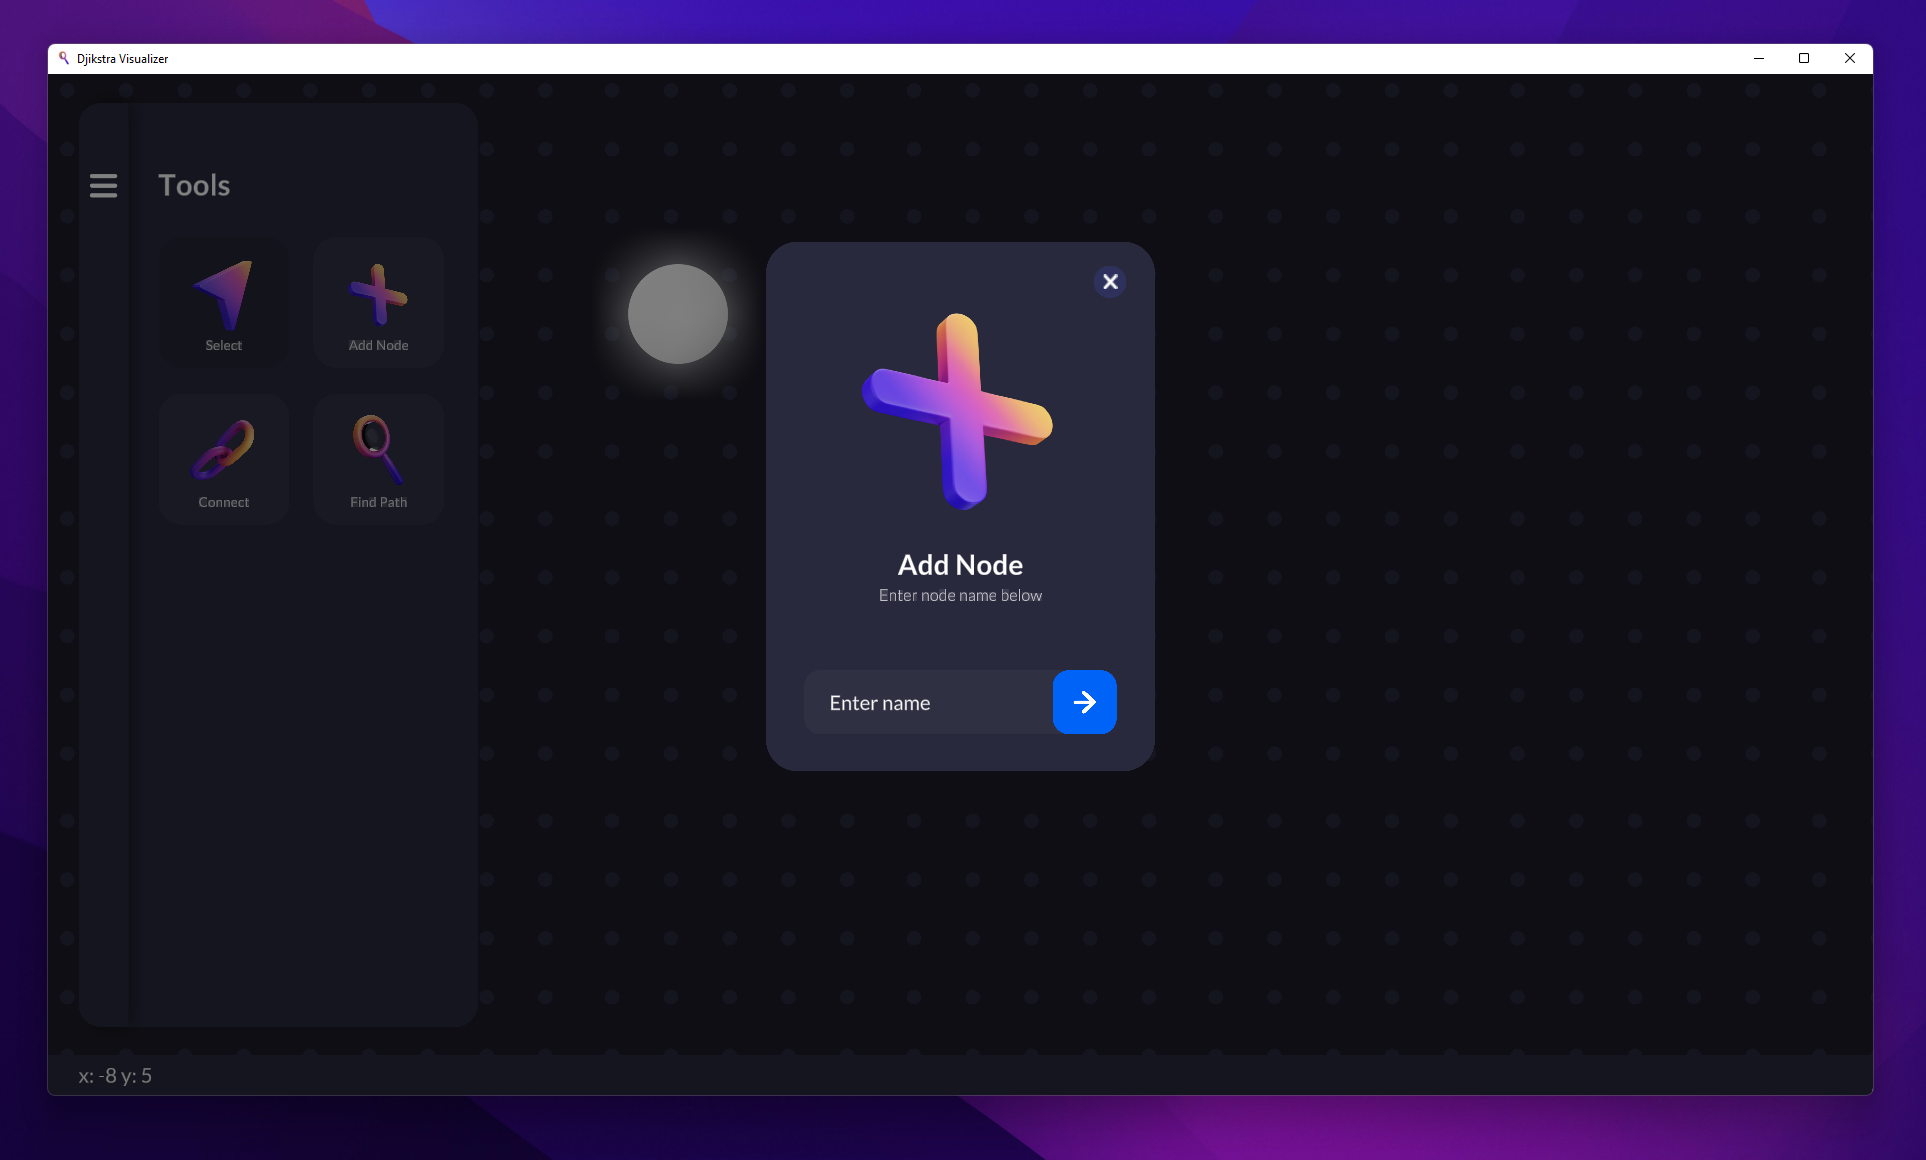 Djikstra Visualizer
Tools
Select
Add Node
Connect
Find Path
Add Node
Enter node name below
Enter name
x: -8 y: 5